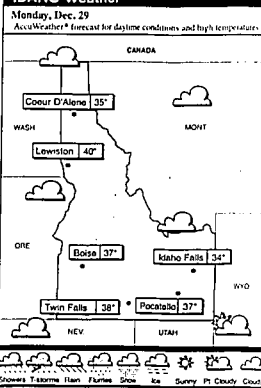 IDAHO Weather
Monday, Dec. 29
AccuWeather® forecast for daytime conditions and high temperatures
CANADA
Coeur D'Alene 35°
WASH
MONT
Lewiston 40°
ORE
Boise 37°
Idaho Falls 34°
WYO
Twin Falls 38°
Pocatello 37°
NEV.
UTAH
Showers T-storms Rain Flurries Snow Ice Sunny Pt. Cloudy Cloudy